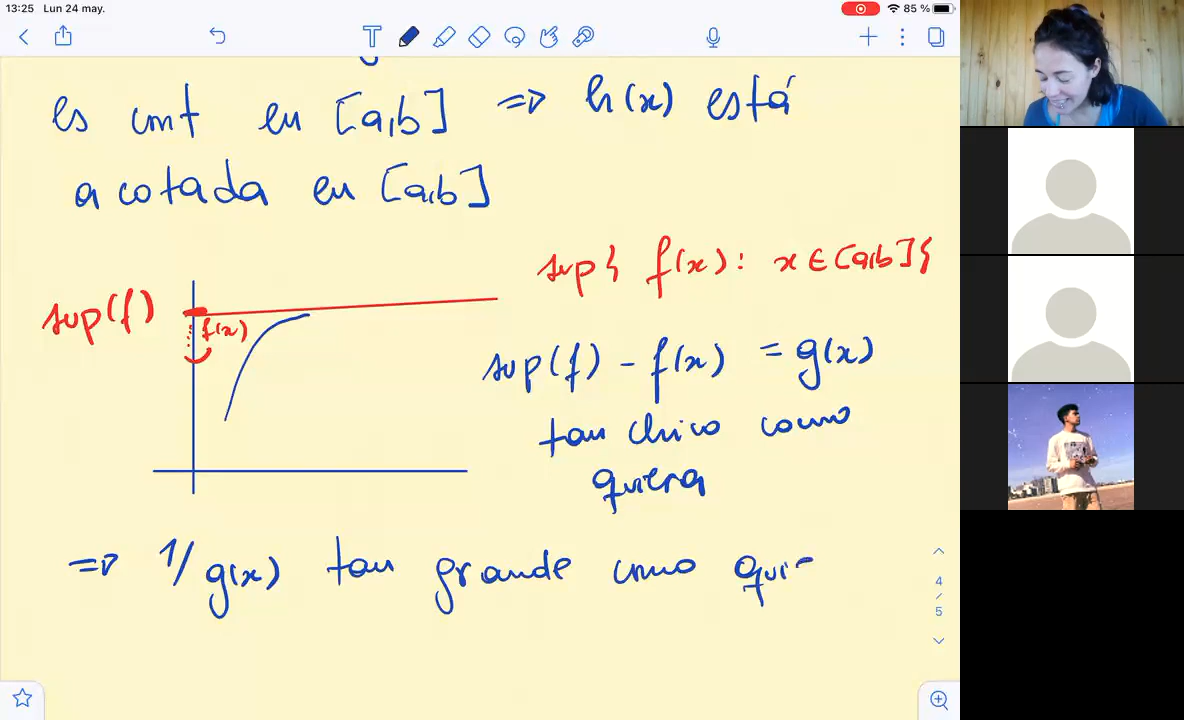 13:25 Lun 24 may.
85 %
es cont en [a,b] => h(x) está
acotada en [a,b]
sup{ f(x): x ∈ [a,b]}
sup(f)
f(x)
sup(f) - f(x) = g(x)
tan chico como
quiera
=> 1/g(x) tan grande como qui
4
/
5